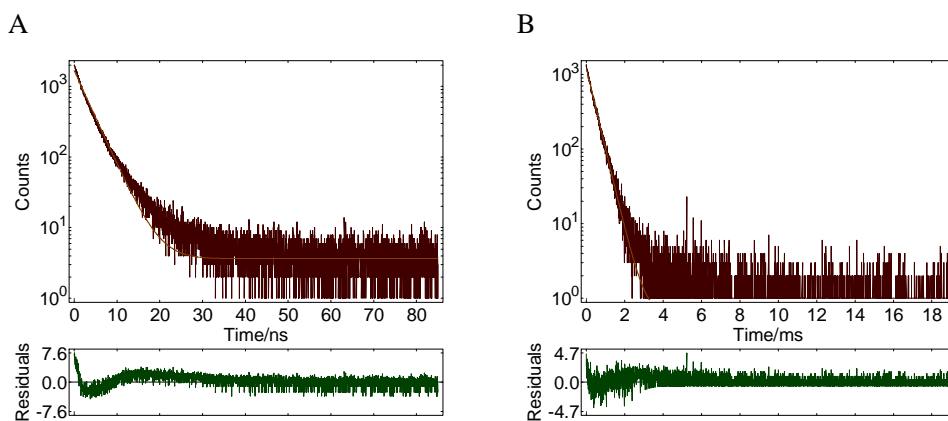 A
10³
10²
10¹
10⁰
Counts
0 10 20 30 40 50 60 70 80
Time/ns
7.6
0.0
-7.6
Residuals
B
10³
10²
10¹
10⁰
Counts
0 2 4 6 8 10 12 14 16 18
Time/ms
4.7
0.0
-4.7
Residuals